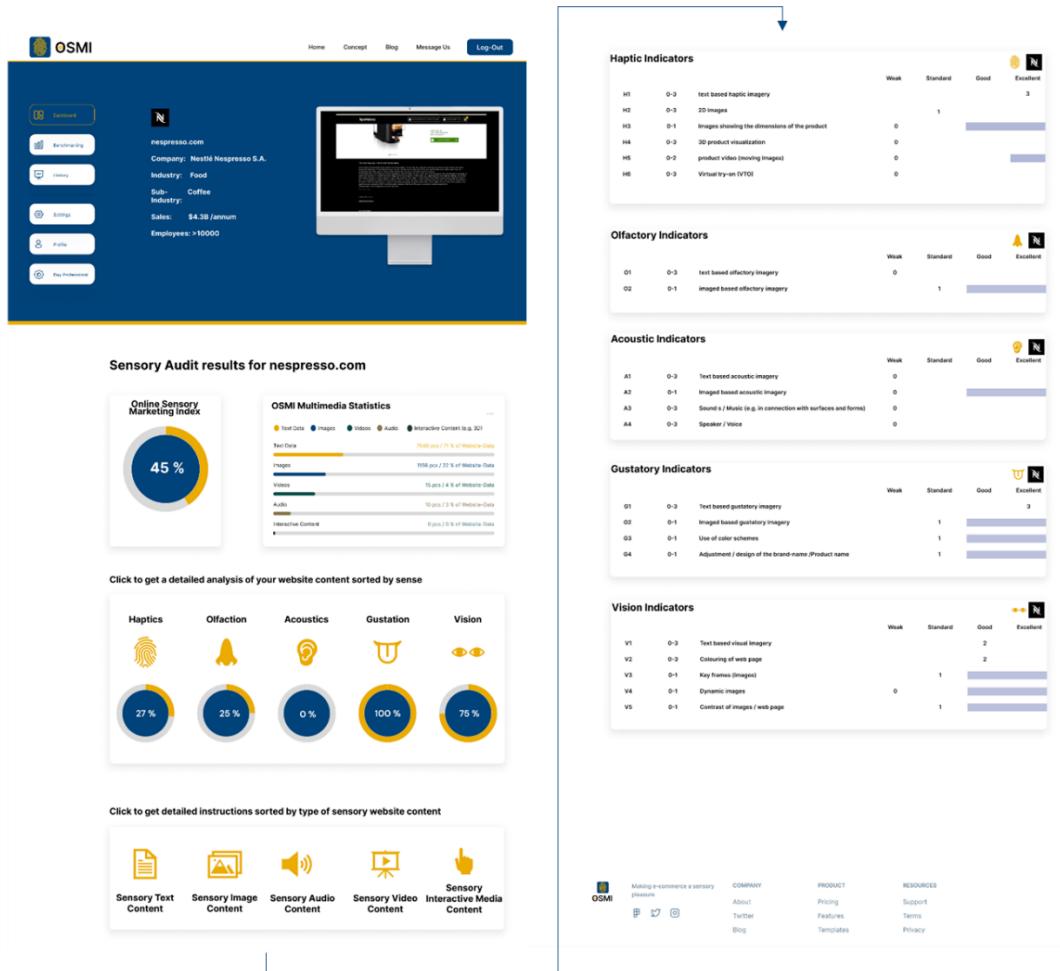 OSMI
Home Concept Blog Message Us Log-Out
Dashboard
Benchmarking
History
Settings
Profile
nespresso.com
Company: Nestlé Nespresso S.A.
Industry: Food
Sub-Industry: Coffee
Sales: $4.3B /annum
Employees: >10000
Sensory Audit results for nespresso.com
Online Sensory
Marketing Index
45 %
OSMI Multimedia Statistics
Text Data Images Videos Audio Interactive Content (e.g. 3D)
Text Data / 71 % of Website-Data
Images / 22 % of Website-Data
Videos 15 pcs / 4 % of Website-Data
Audio 10 pcs / 3 % of Website-Data
Interactive Content 0 pcs / 0 % of Website-Data
Click to get a detailed analysis of your website content sorted by sense
Haptics Olfaction Acoustics Gustation Vision
27 % 25 % 0 % 100 % 75 %
Click to get detailed instructions sorted by type of sensory website content
Sensory Text Content
Sensory Image Content
Sensory Audio Content
Sensory Video Content
Sensory Interactive Media Content
Haptic Indicators
Weak Standard Good Excellent
H1 0-3 text based haptic imagery 3
H2 0-3 2D images 1
H3 0-1 Images showing the dimensions of the product 0
H4 0-3 3D product visualization 0
H5 0-2 product video (moving images) 0
H6 0-3 Virtual try-on (VTO) 0
Olfactory Indicators
Weak Standard Good Excellent
O1 0-3 text based olfactory imagery 0
O2 0-1 imaged based olfactory imagery 1
Acoustic Indicators
Weak Standard Good Excellent
A1 0-3 Text based acoustic imagery 0
A2 0-1 Imaged based acoustic imagery 0
A3 0-3 Sound s / Music (e.g. in connection with surfaces and forms) 0
A4 0-3 Speaker / Voice 0
Gustatory Indicators
Weak Standard Good Excellent
G1 0-3 Text based gustatory imagery 3
G2 0-1 Imaged based gustatory imagery 1
G3 0-1 Use of color schemes 1
G4 0-1 Adjustment / design of the brand-name /Product name 1
Vision Indicators
Weak Standard Good Excellent
V1 0-3 Text based visual imagery 2
V2 0-3 Colouring of web page 2
V3 0-1 Key frames (Images) 1
V4 0-1 Dynamic images 0
V5 0-1 Contrast of images / web page 1
OSMI
Making e-commerce a sensory
pleasure
COMPANY PRODUCT RESOURCES
About Pricing Support
Twitter Features Terms
Blog Templates Privacy